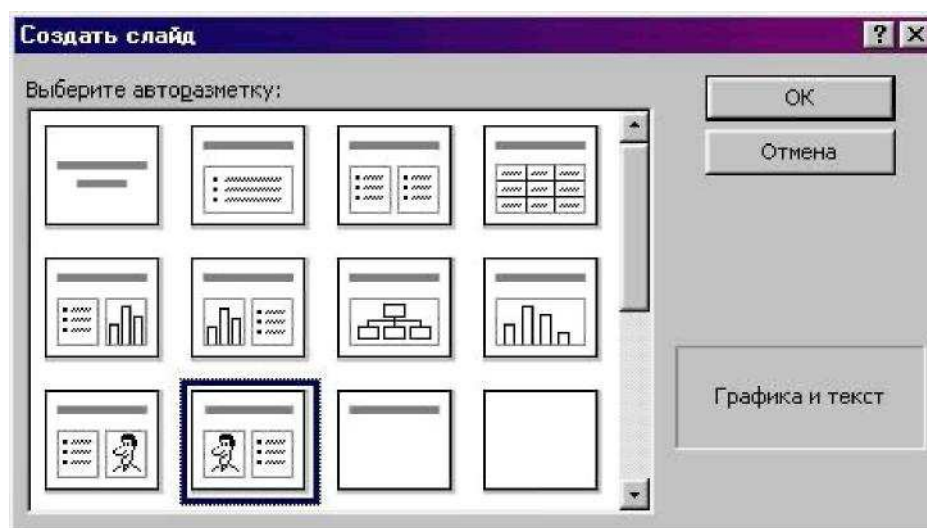 Создать слайд
Выберите авторазметку:
ОК
Отмена
Графика и текст